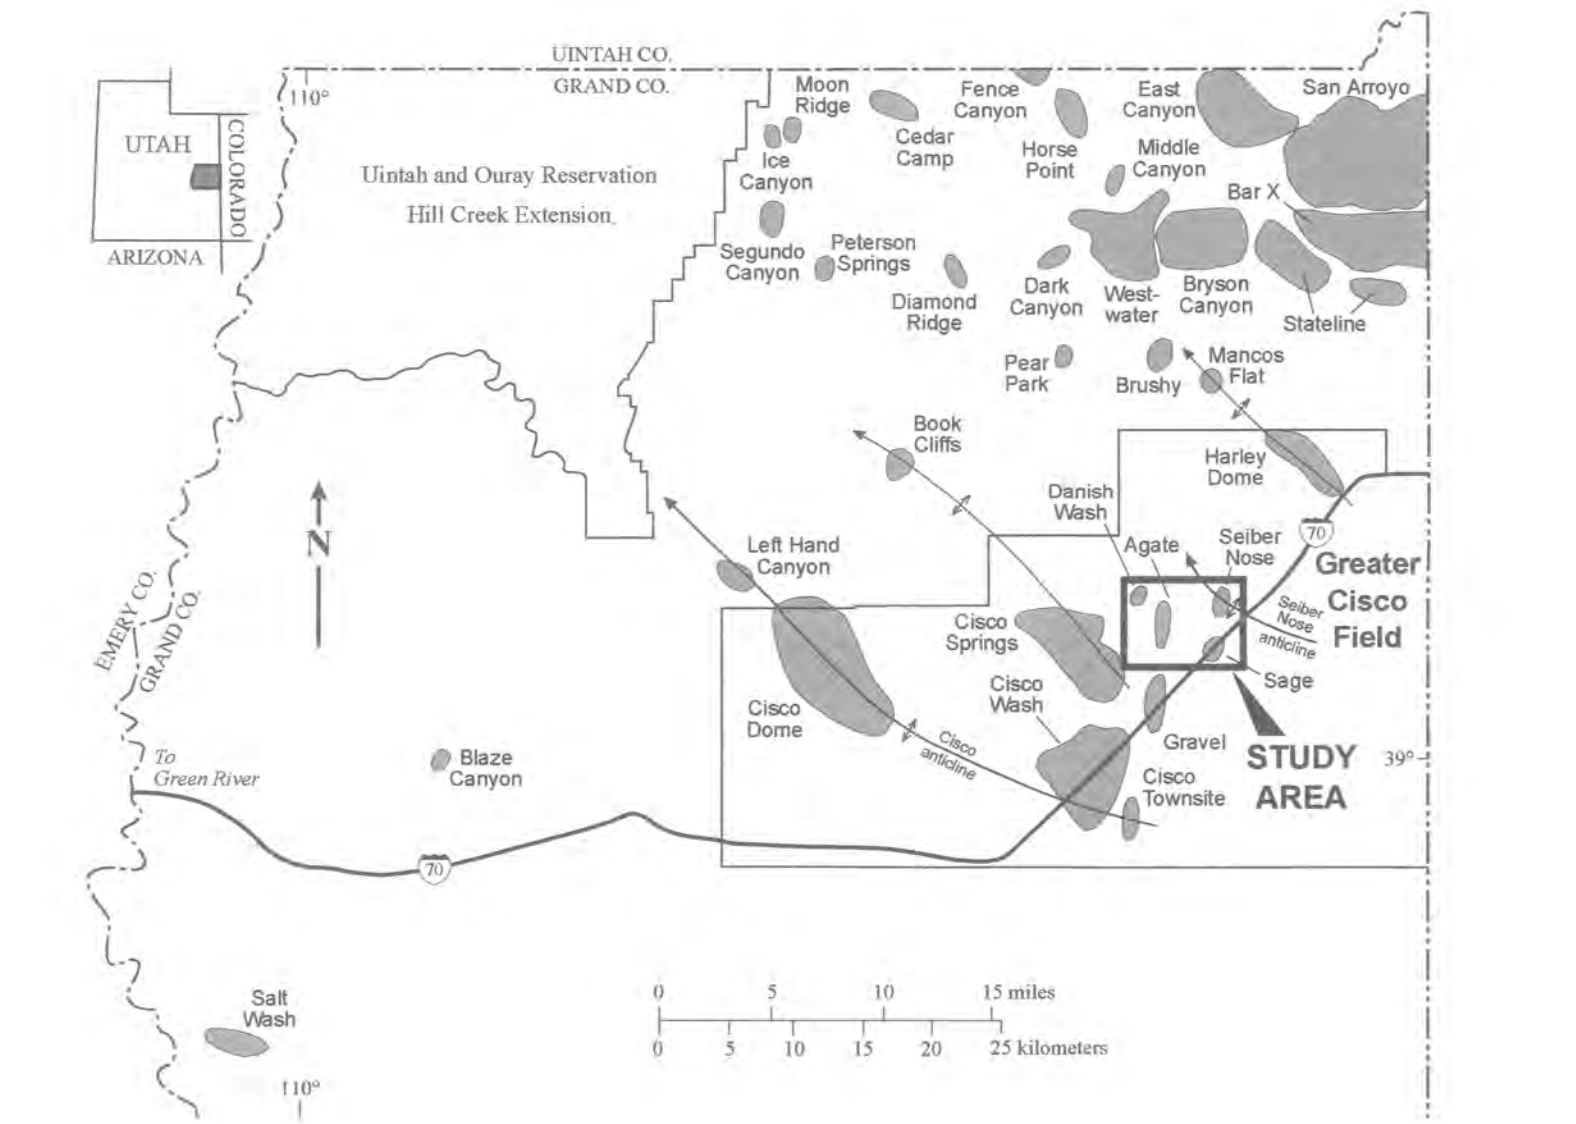 UINTAH CO.
GRAND CO.
110°
UTAH
COLORADO
ARIZONA
Uintah and Ouray Reservation
Hill Creek Extension
Moon
Ridge
Ice
Canyon
Cedar
Camp
Fence
Canyon
Horse
Point
East
Canyon
Middle
Canyon
San Arroyo
Bar X
Segundo
Canyon
Peterson
Springs
Diamond
Ridge
Dark
Canyon
West-
water
Bryson
Canyon
Stateline
Pear
Park
Brushy
Mancos
Flat
Book
Cliffs
Harley
Dome
Danish
Wash
Agate
Seiber
Nose
70
Greater
Cisco
Field
N
Left Hand
Canyon
EMERY CO.
GRAND CO.
Cisco
Springs
Seiber
Nose
anticline
Sage
Cisco
Wash
Cisco
Dome
Cisco
anticline
Gravel
STUDY
AREA
39°
Cisco
Townsite
To
Green River
Blaze
Canyon
70
Salt
Wash
0 5 10 15 miles
0 5 10 15 20 25 kilometers
110°